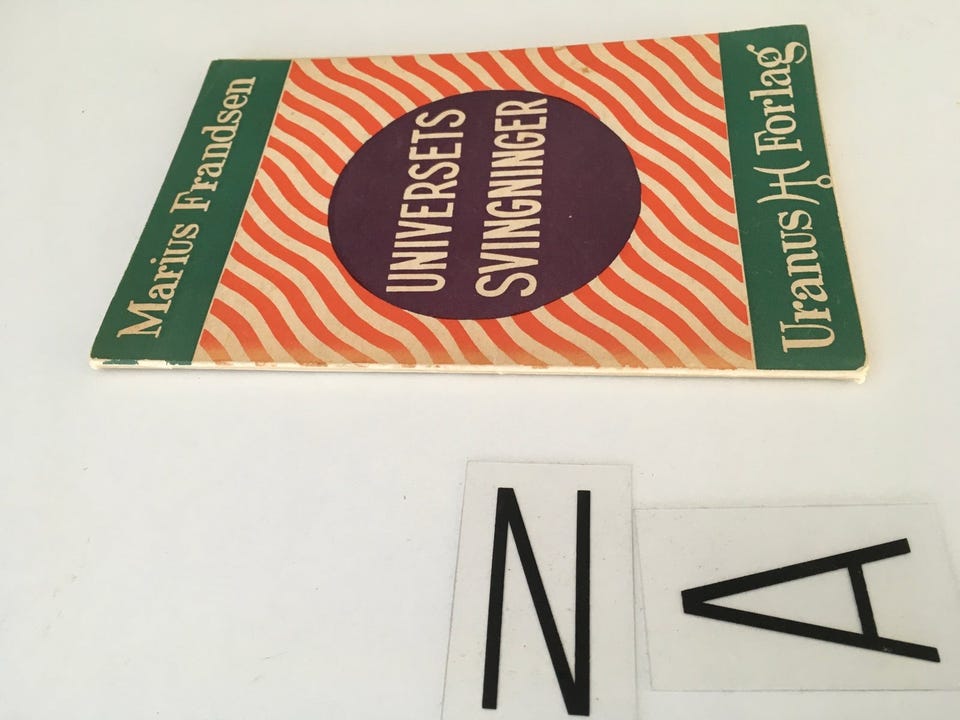 Marius Frandsen
UNIVERSETS
SVINGNINGER
Uranus Forlag
N
A